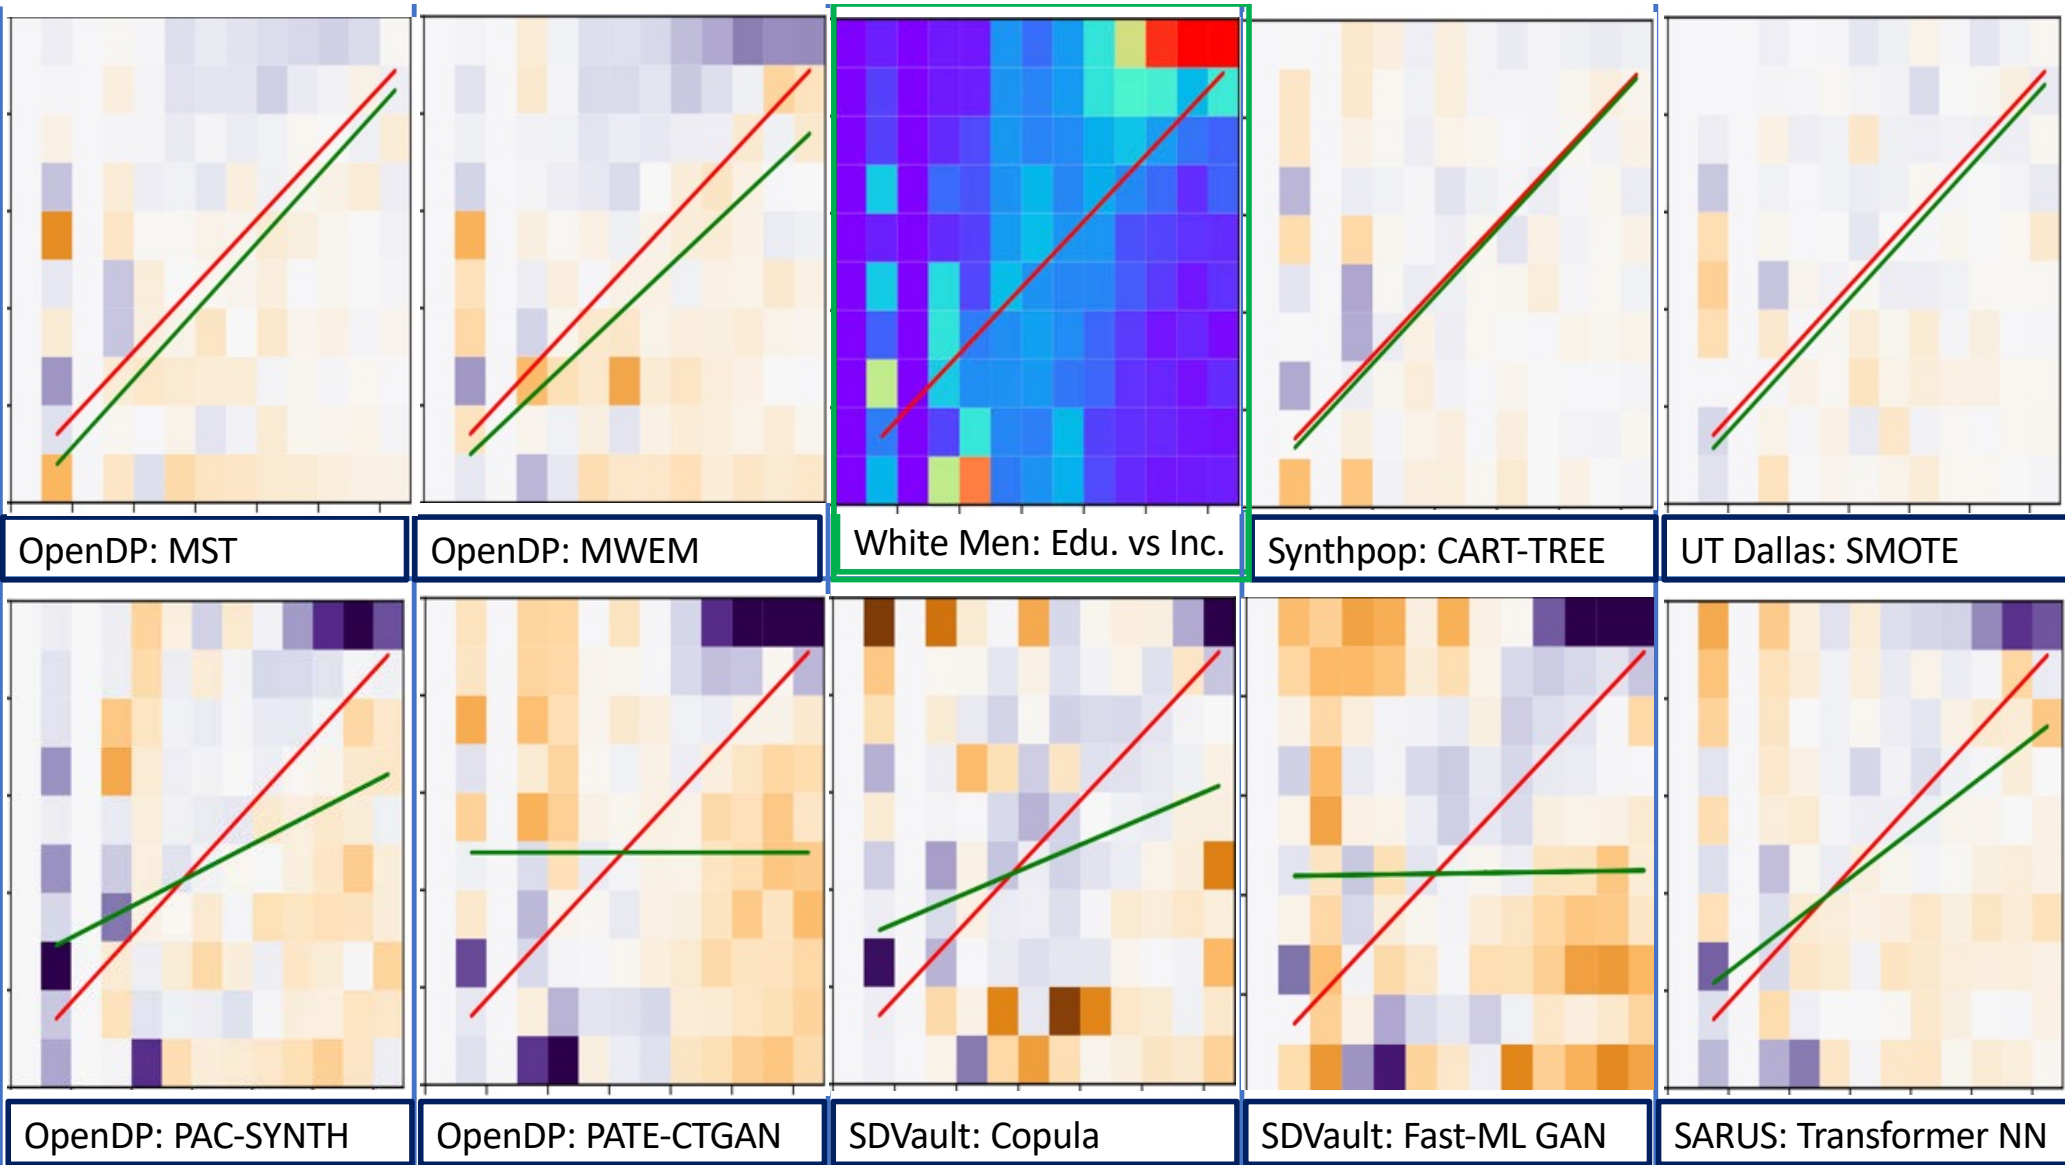 OpenDP: MST
OpenDP: MWEM
White Men: Edu. vs Inc.
Synthpop: CART-TREE
UT Dallas: SMOTE
OpenDP: PAC-SYNTH
OpenDP: PATE-CTGAN
SDVault: Copula
SDVault: Fast-ML GAN
SARUS: Transformer NN